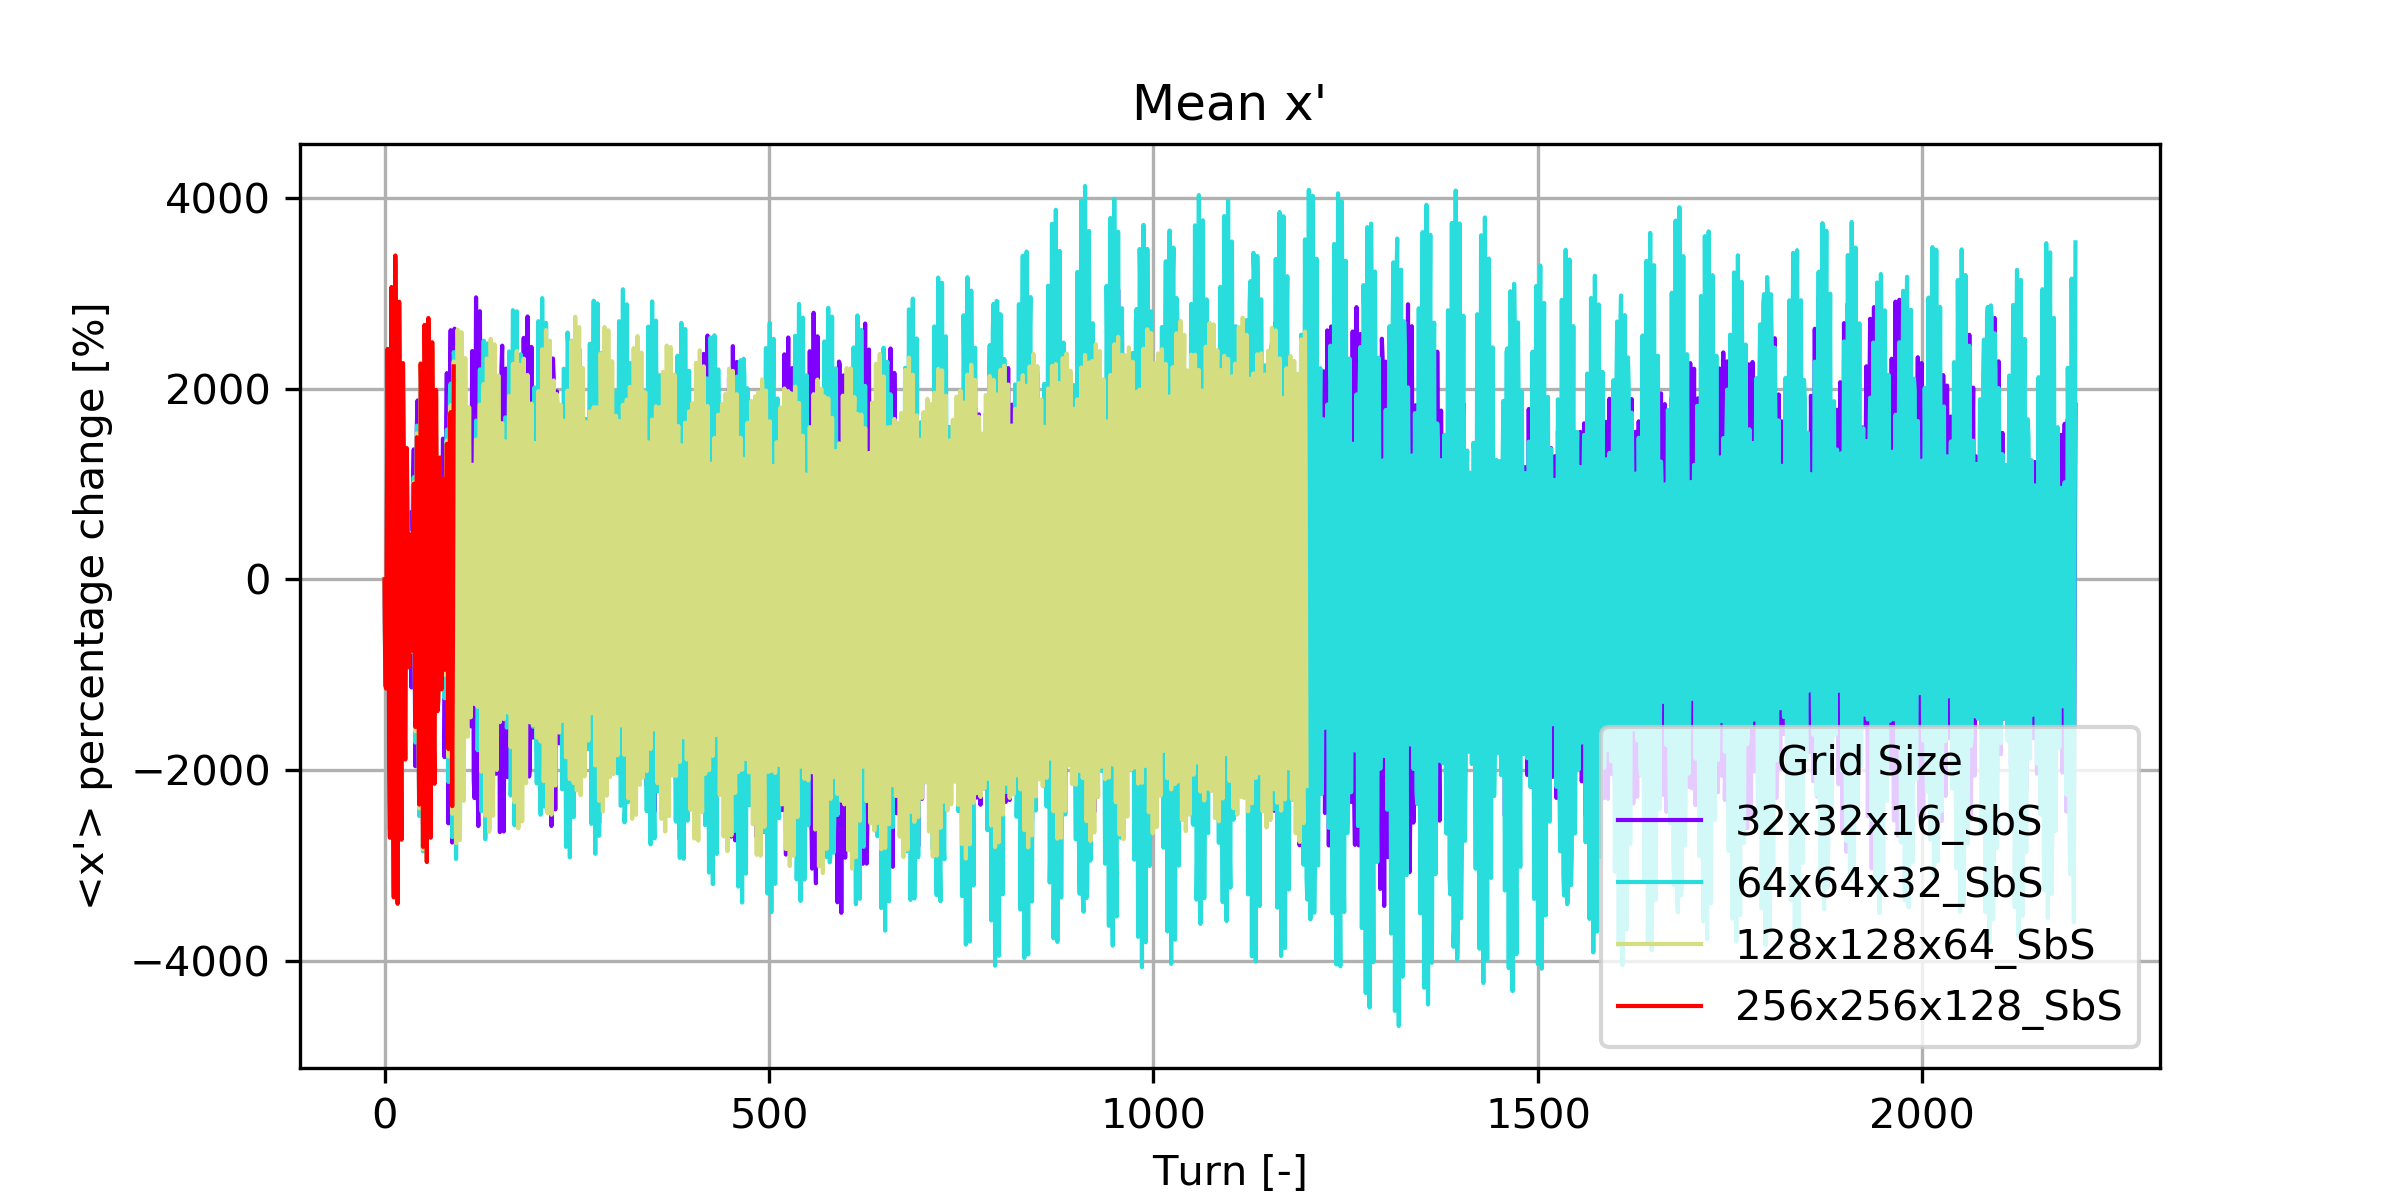 Mean x'
<x'> percentage change [%]
4000
2000
0
−2000
−4000
Grid Size
32x32x16_SbS
64x64x32_SbS
128x128x64_SbS
256x256x128_SbS
0 500 1000 1500 2000
Turn [-]